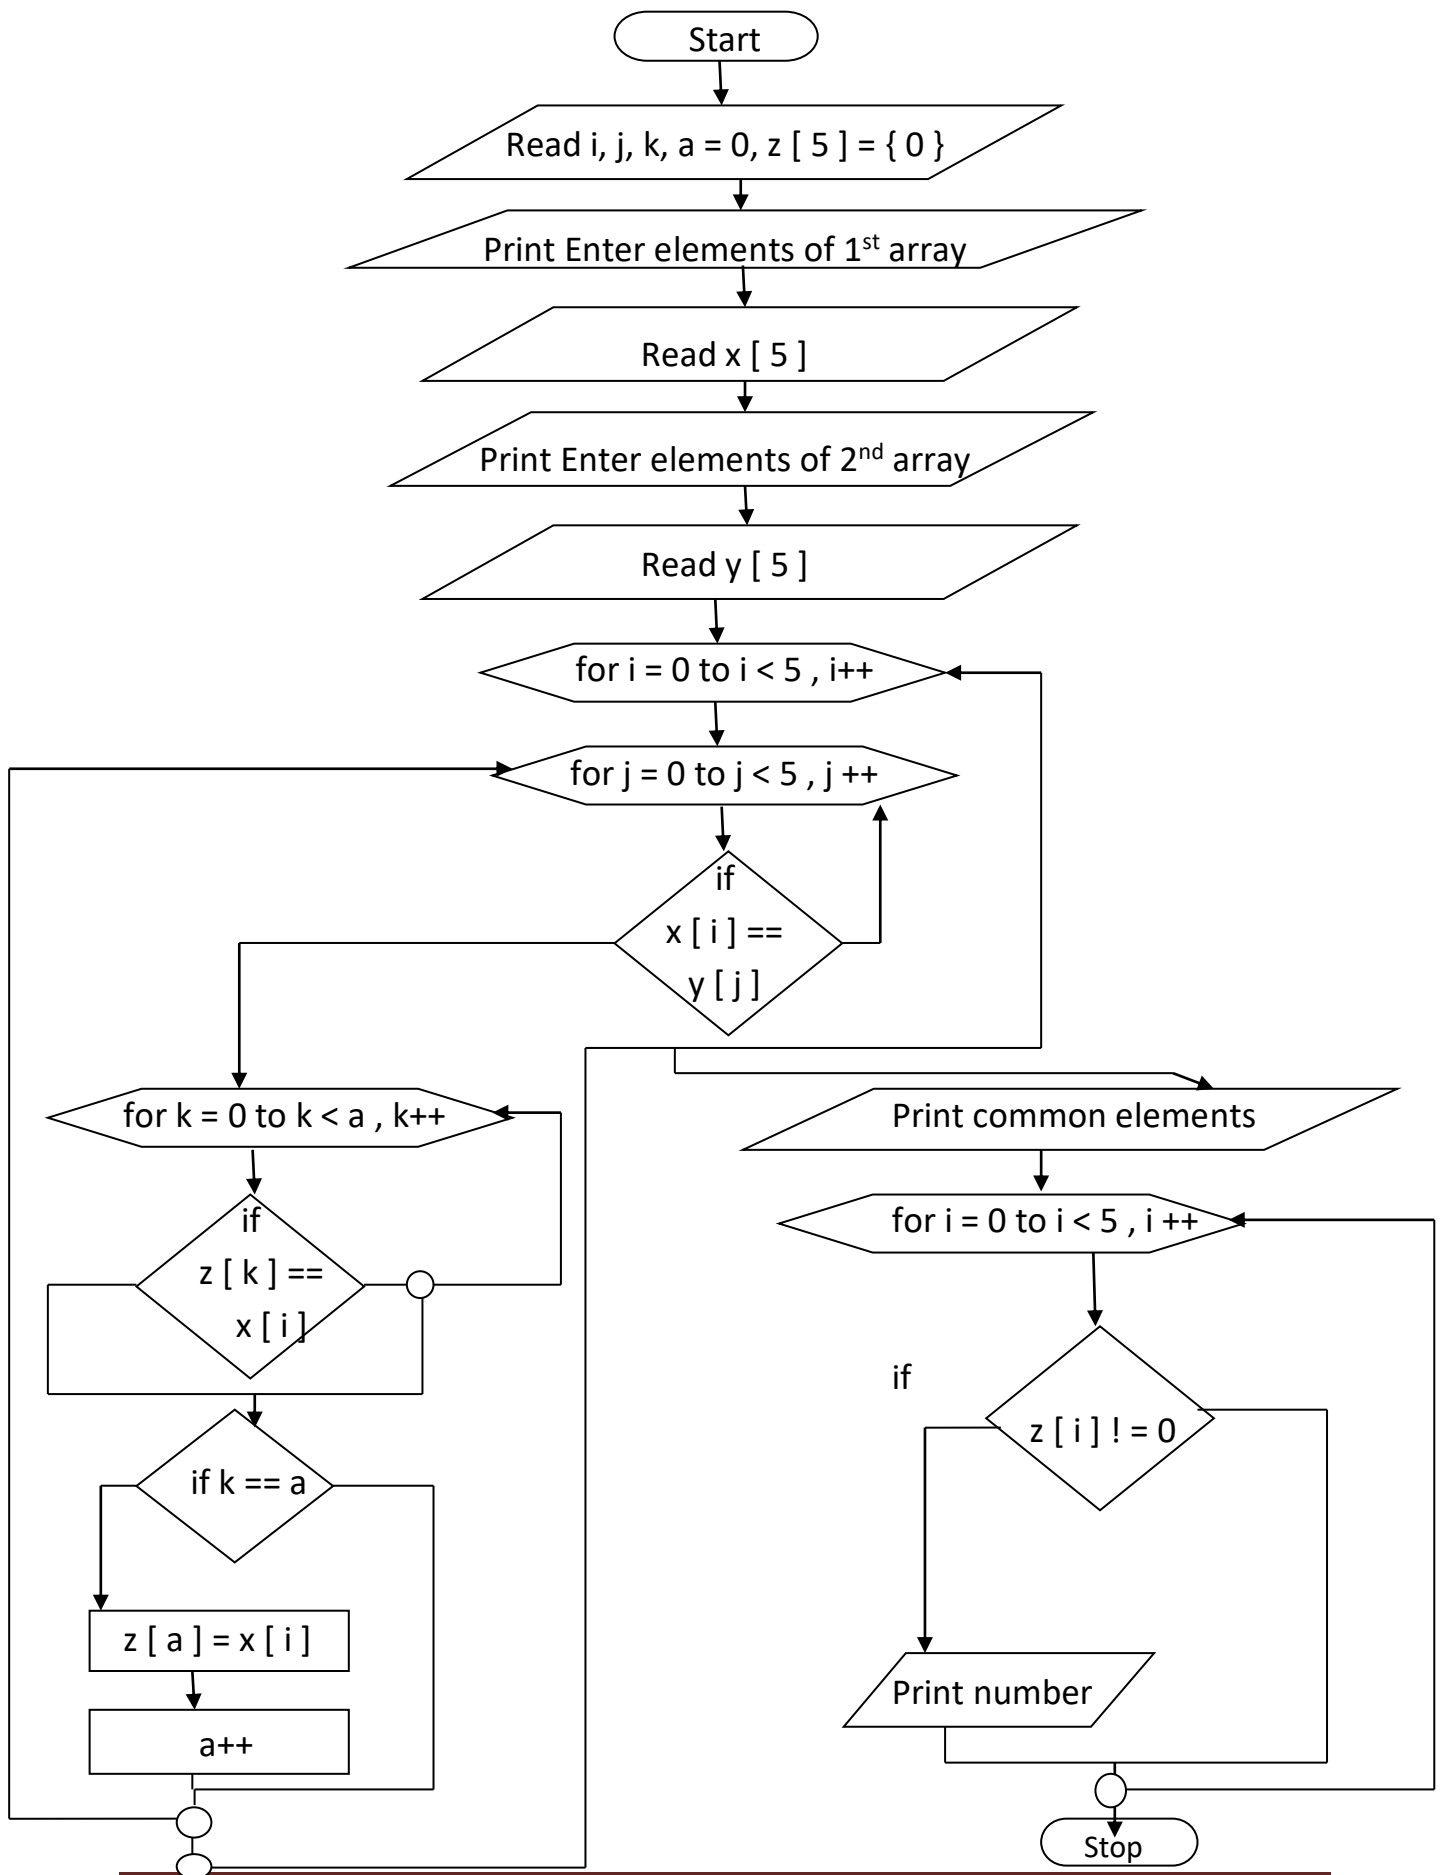 Start
Read i, j, k, a = 0, z [ 5 ] = { 0 }
Print Enter elements of 1st array
Read x [ 5 ]
Print Enter elements of 2nd array
Read y [ 5 ]
for i = 0 to i < 5 , i++
for j = 0 to j < 5 , j ++
if
x [ i ] ==
y [ j ]
for k = 0 to k < a , k++
if
z [ k ] ==
x [ i ]
if k == a
z [ a ] = x [ i ]
a++
Print common elements
for i = 0 to i < 5 , i ++
if
z [ i ] ! = 0
Print number
Stop